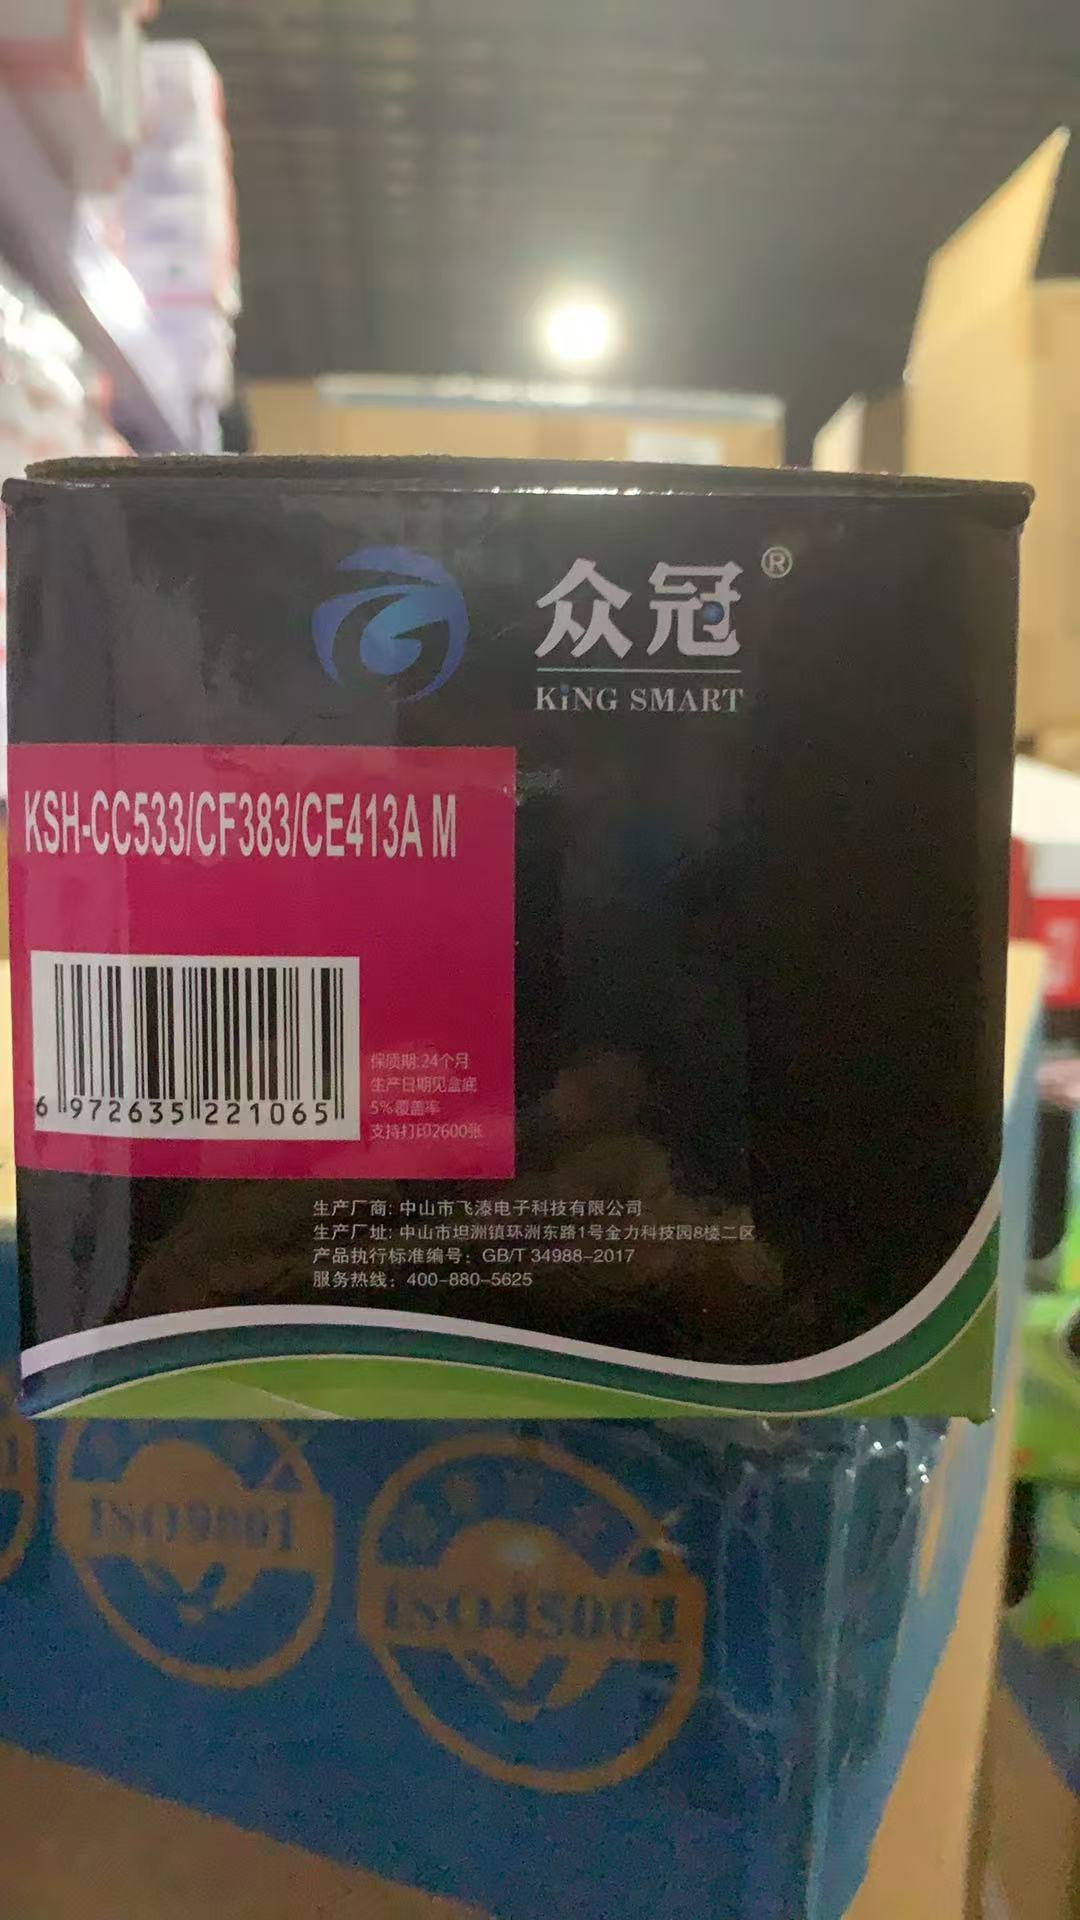 众冠®
KiNG SMART
KSH-CC533/CF383/CE413A M
6 972635 221065
保质期:24个月
生产日期见盒底
5%覆盖率
支持打印2600张
生产厂商: 中山市飞漆电子科技有限公司
生产厂址: 中山市坦洲镇环洲东路1号金力科技园8楼二区
产品执行标准编号: GB/T 34988-2017
服务热线: 400-880-5625
ISO9001
ISO45001